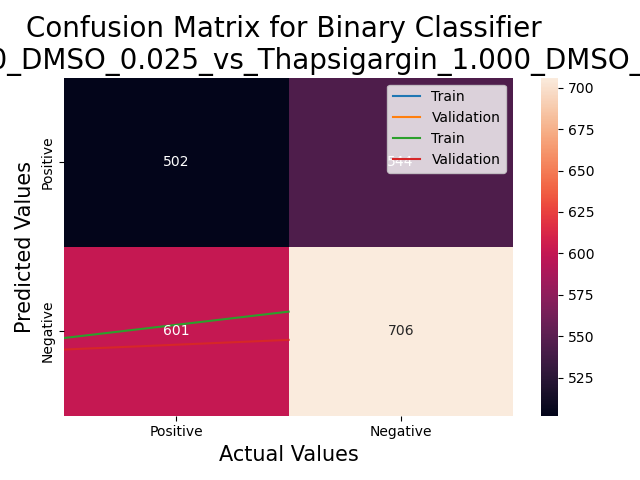 Confusion Matrix for Binary Classifier
0_DMSO_0.025_vs_Thapsigargin_1.000_DMSO_
Train
Validation
Train
Validation
Predicted Values
Positive
Negative
502
601
706
Positive
Negative
Actual Values
700
675
650
625
600
575
550
525